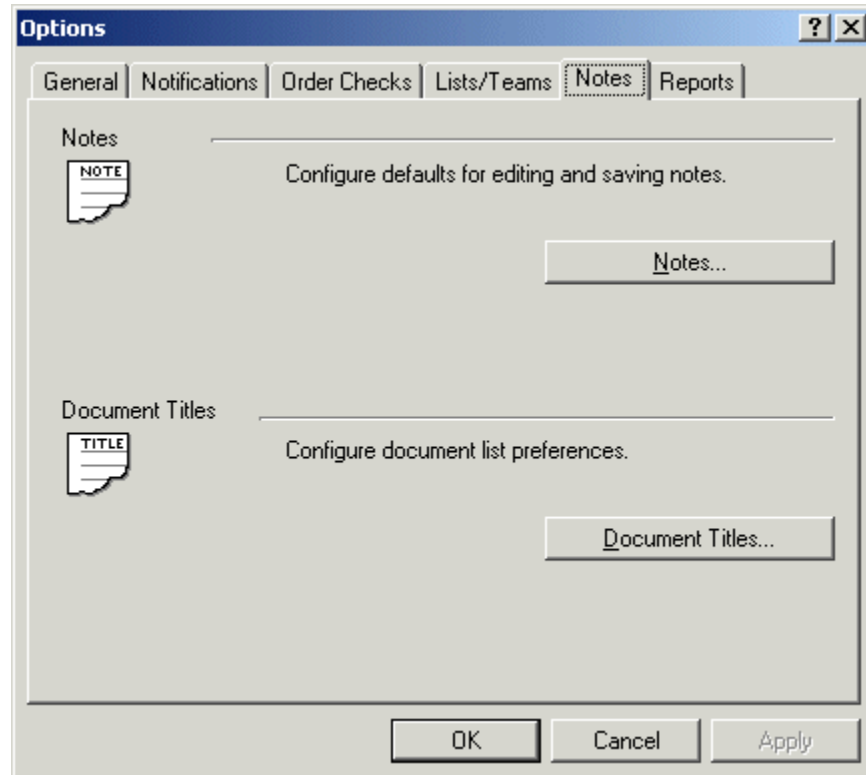 Options
General Notifications Order Checks Lists/Teams Notes Reports
Notes
NOTE
Configure defaults for editing and saving notes.
Notes...
Document Titles
TITLE
Configure document list preferences.
Document Titles...
OK Cancel Apply